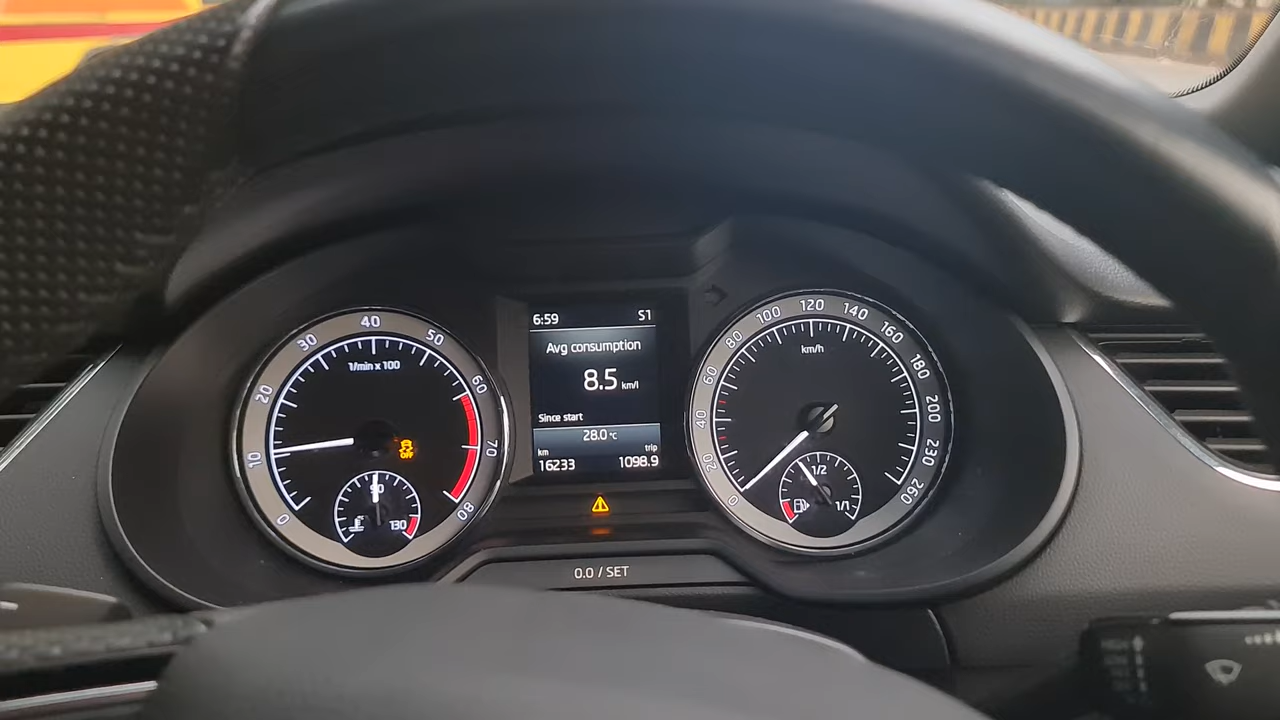 6:59 S1
Avg consumption
8.5 km/l
Since start
28.0 °C
km trip
16233 1098.9
0 10 20 30 40 50 60 70 80
1/min x 100
OFF
90
130
0 20 40 60 80 100 120 140 160 180 200 230 260
km/h
1/2
1/1
0.0 / SET